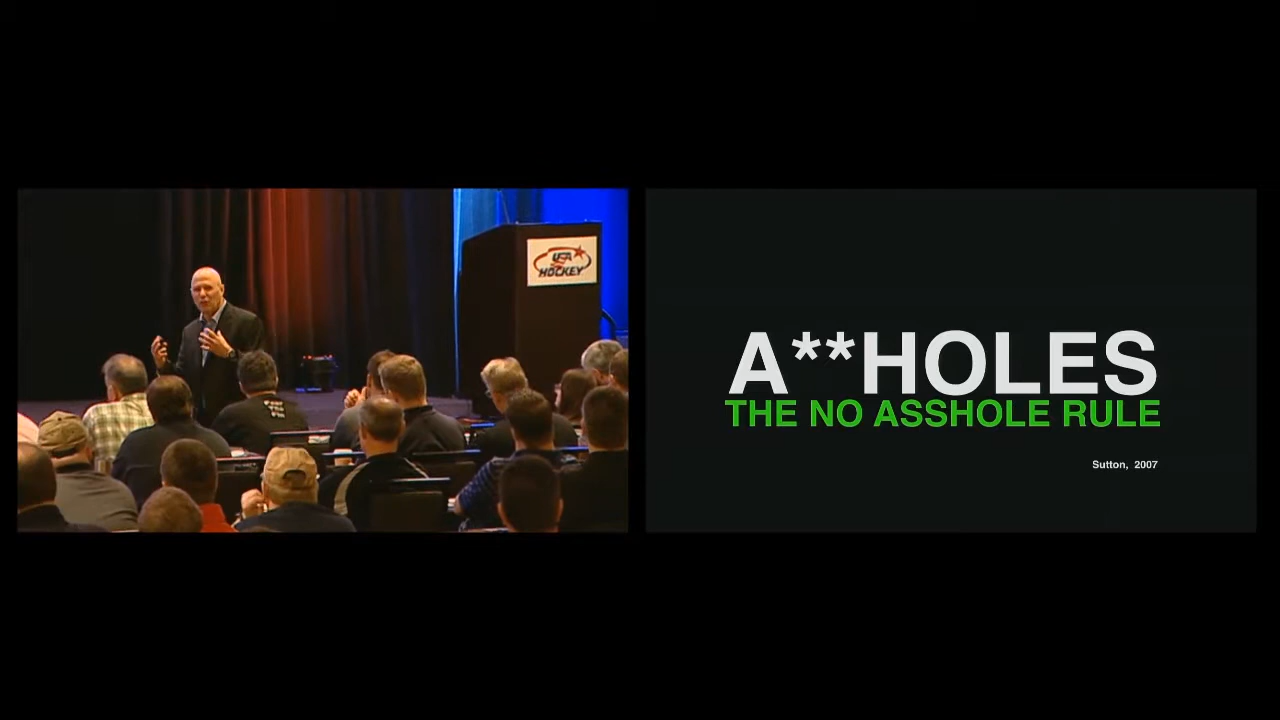 USA
HOCKEY
A**HOLES
THE NO ASSHOLE RULE
Sutton, 2007